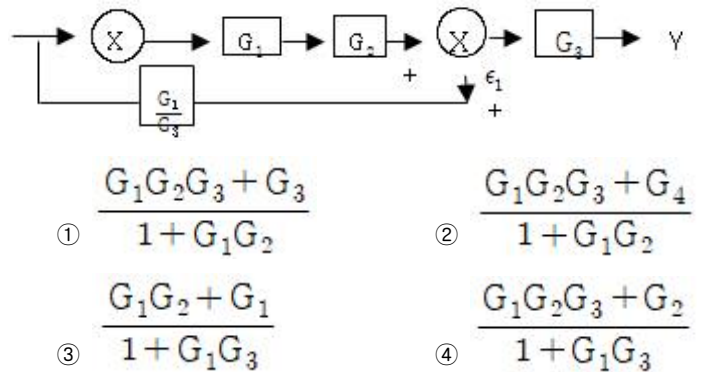 X G₁ G₂ X G₃ Y
+ ϵ₁
G₁/G₃ +
① (G₁G₂G₃+G₃)/(1+G₁G₂) ② (G₁G₂G₃+G₄)/(1+G₁G₂)
③ (G₁G₂+G₁)/(1+G₁G₃) ④ (G₁G₂G₃+G₂)/(1+G₁G₃)